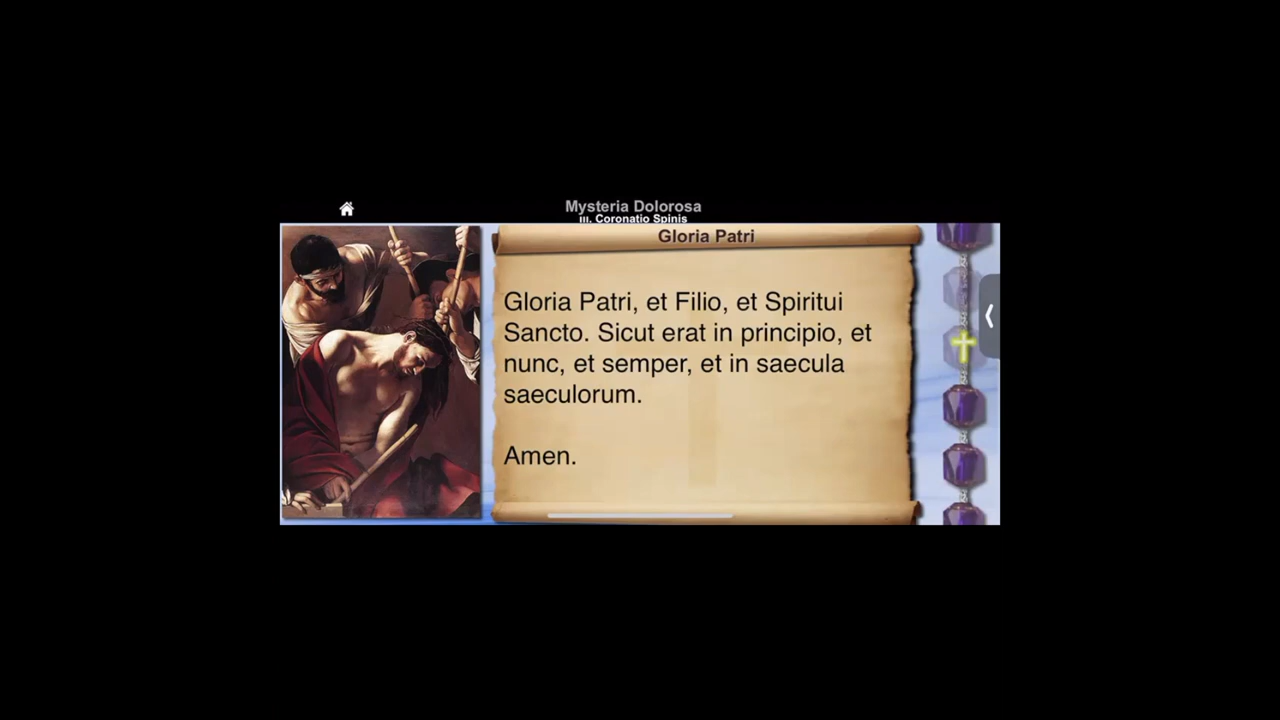 Mysteria Dolorosa
III. Coronatio Spinis
Gloria Patri
Gloria Patri, et Filio, et Spiritui
Sancto. Sicut erat in principio, et
nunc, et semper, et in saecula
saeculorum.
Amen.